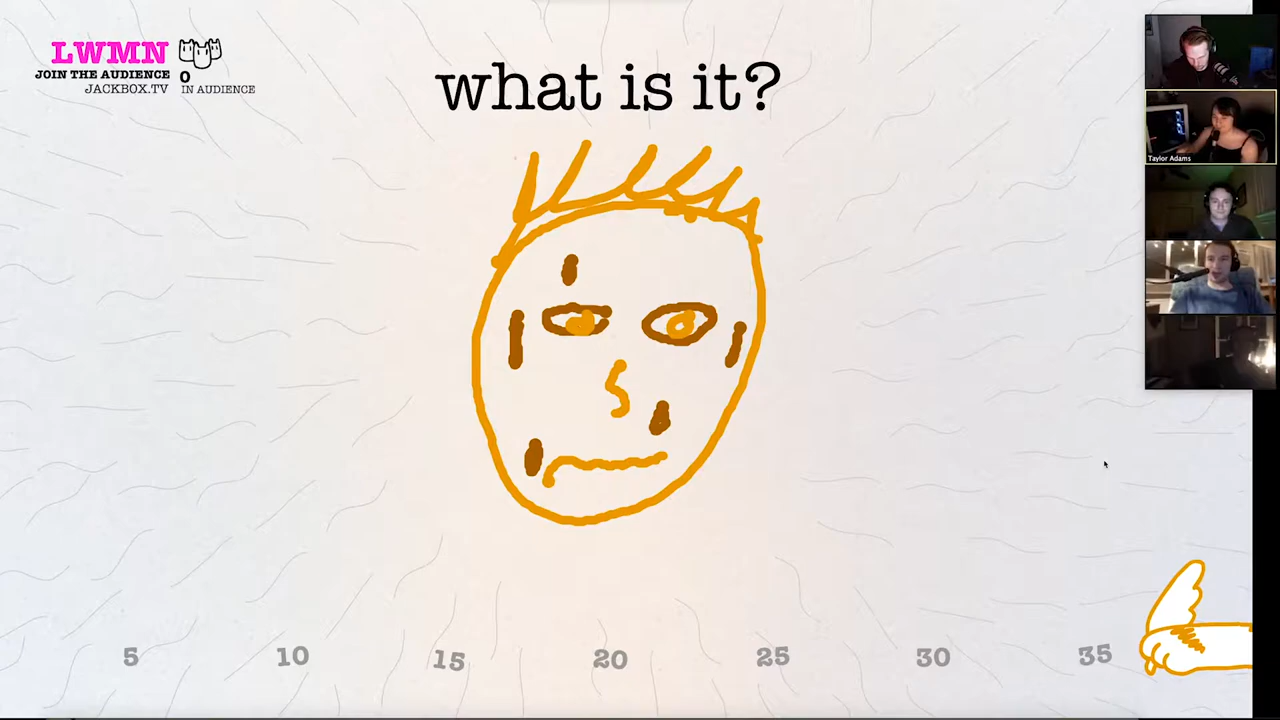 LWMN
JOIN THE AUDIENCE
JACKBOX.TV
0
IN AUDIENCE
what is it?
Taylor Adams
5 10 15 20 25 30 35